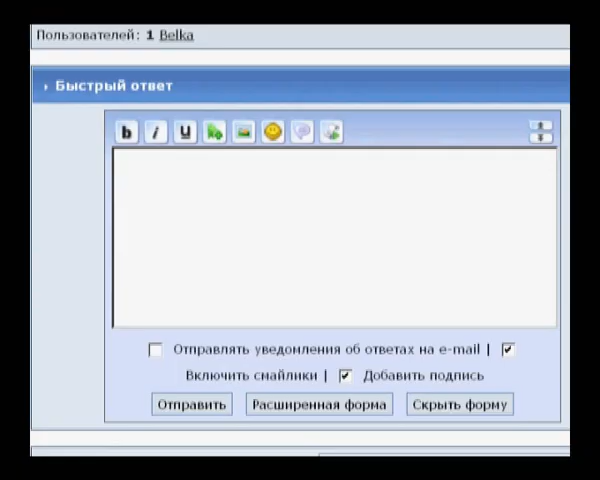 Пользователей: 1 Belka
Быстрый ответ
b i U
Отправлять уведомления об ответах на e-mail |
Включить смайлики | Добавить подпись
Отправить Расширенная форма Скрыть форму